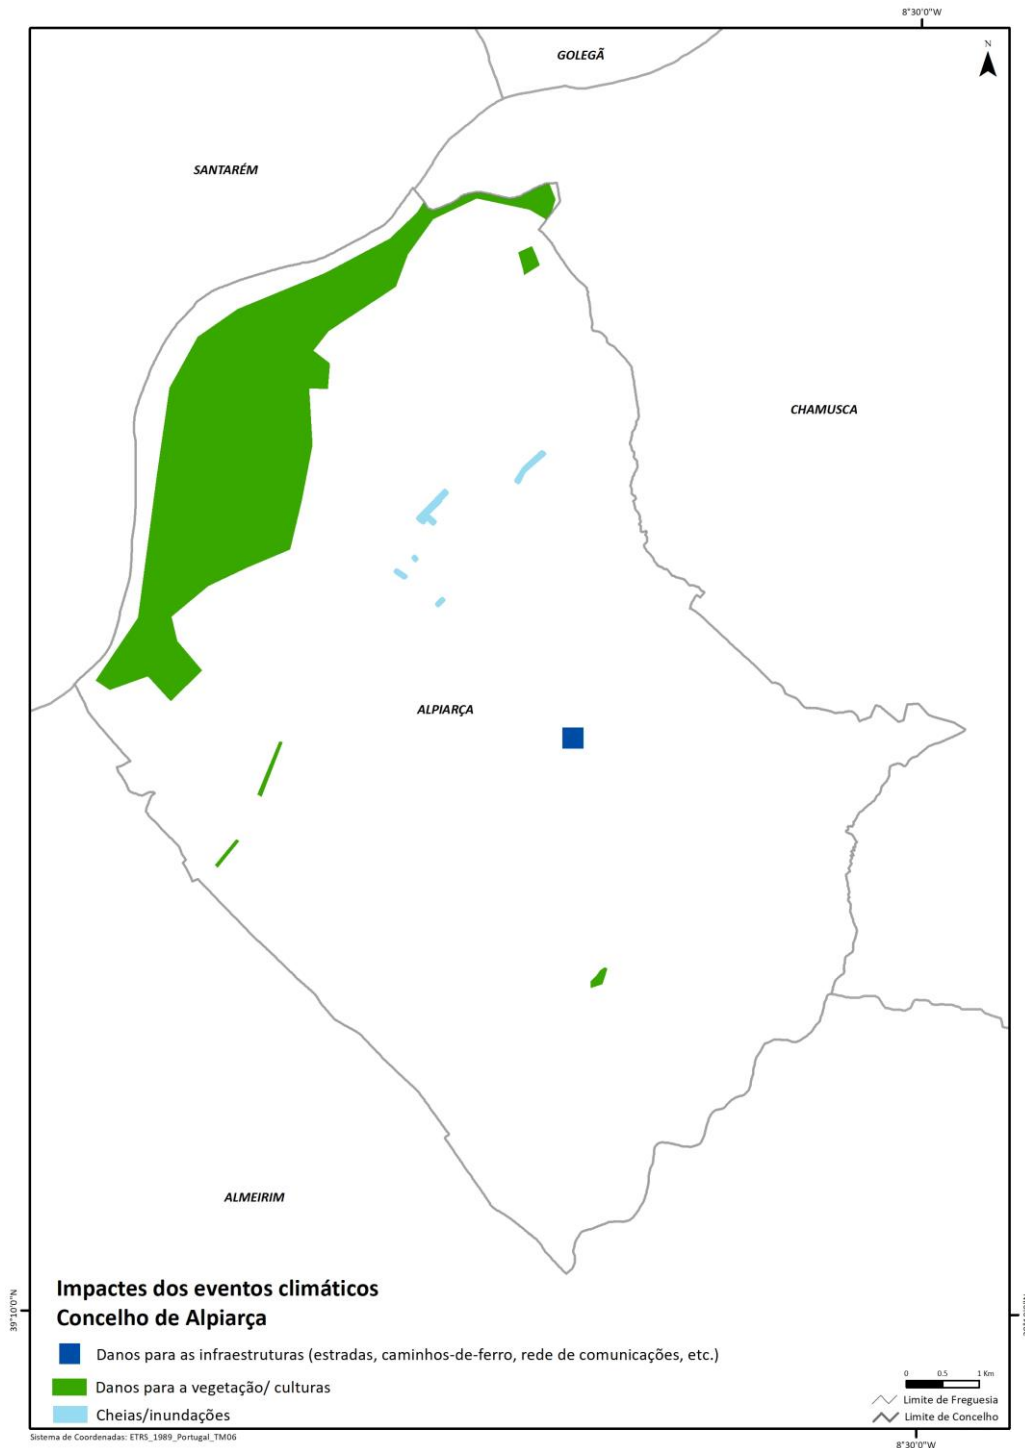 8°30'0"W
GOLEGÃ
N
SANTARÉM
CHAMUSCA
ALPIARÇA
ALMEIRIM
39°10'0"N
Impactes dos eventos climáticos
Concelho de Alpiarça
Danos para as infraestruturas (estradas, caminhos-de-ferro, rede de comunicações, etc.)
Danos para a vegetação/ culturas
Cheias/inundações
0 0.5 1 Km
Limite de Freguesia
Limite de Concelho
Sistema de Coordenadas: ETRS_1989_Portugal_TM06
8°30'0"W